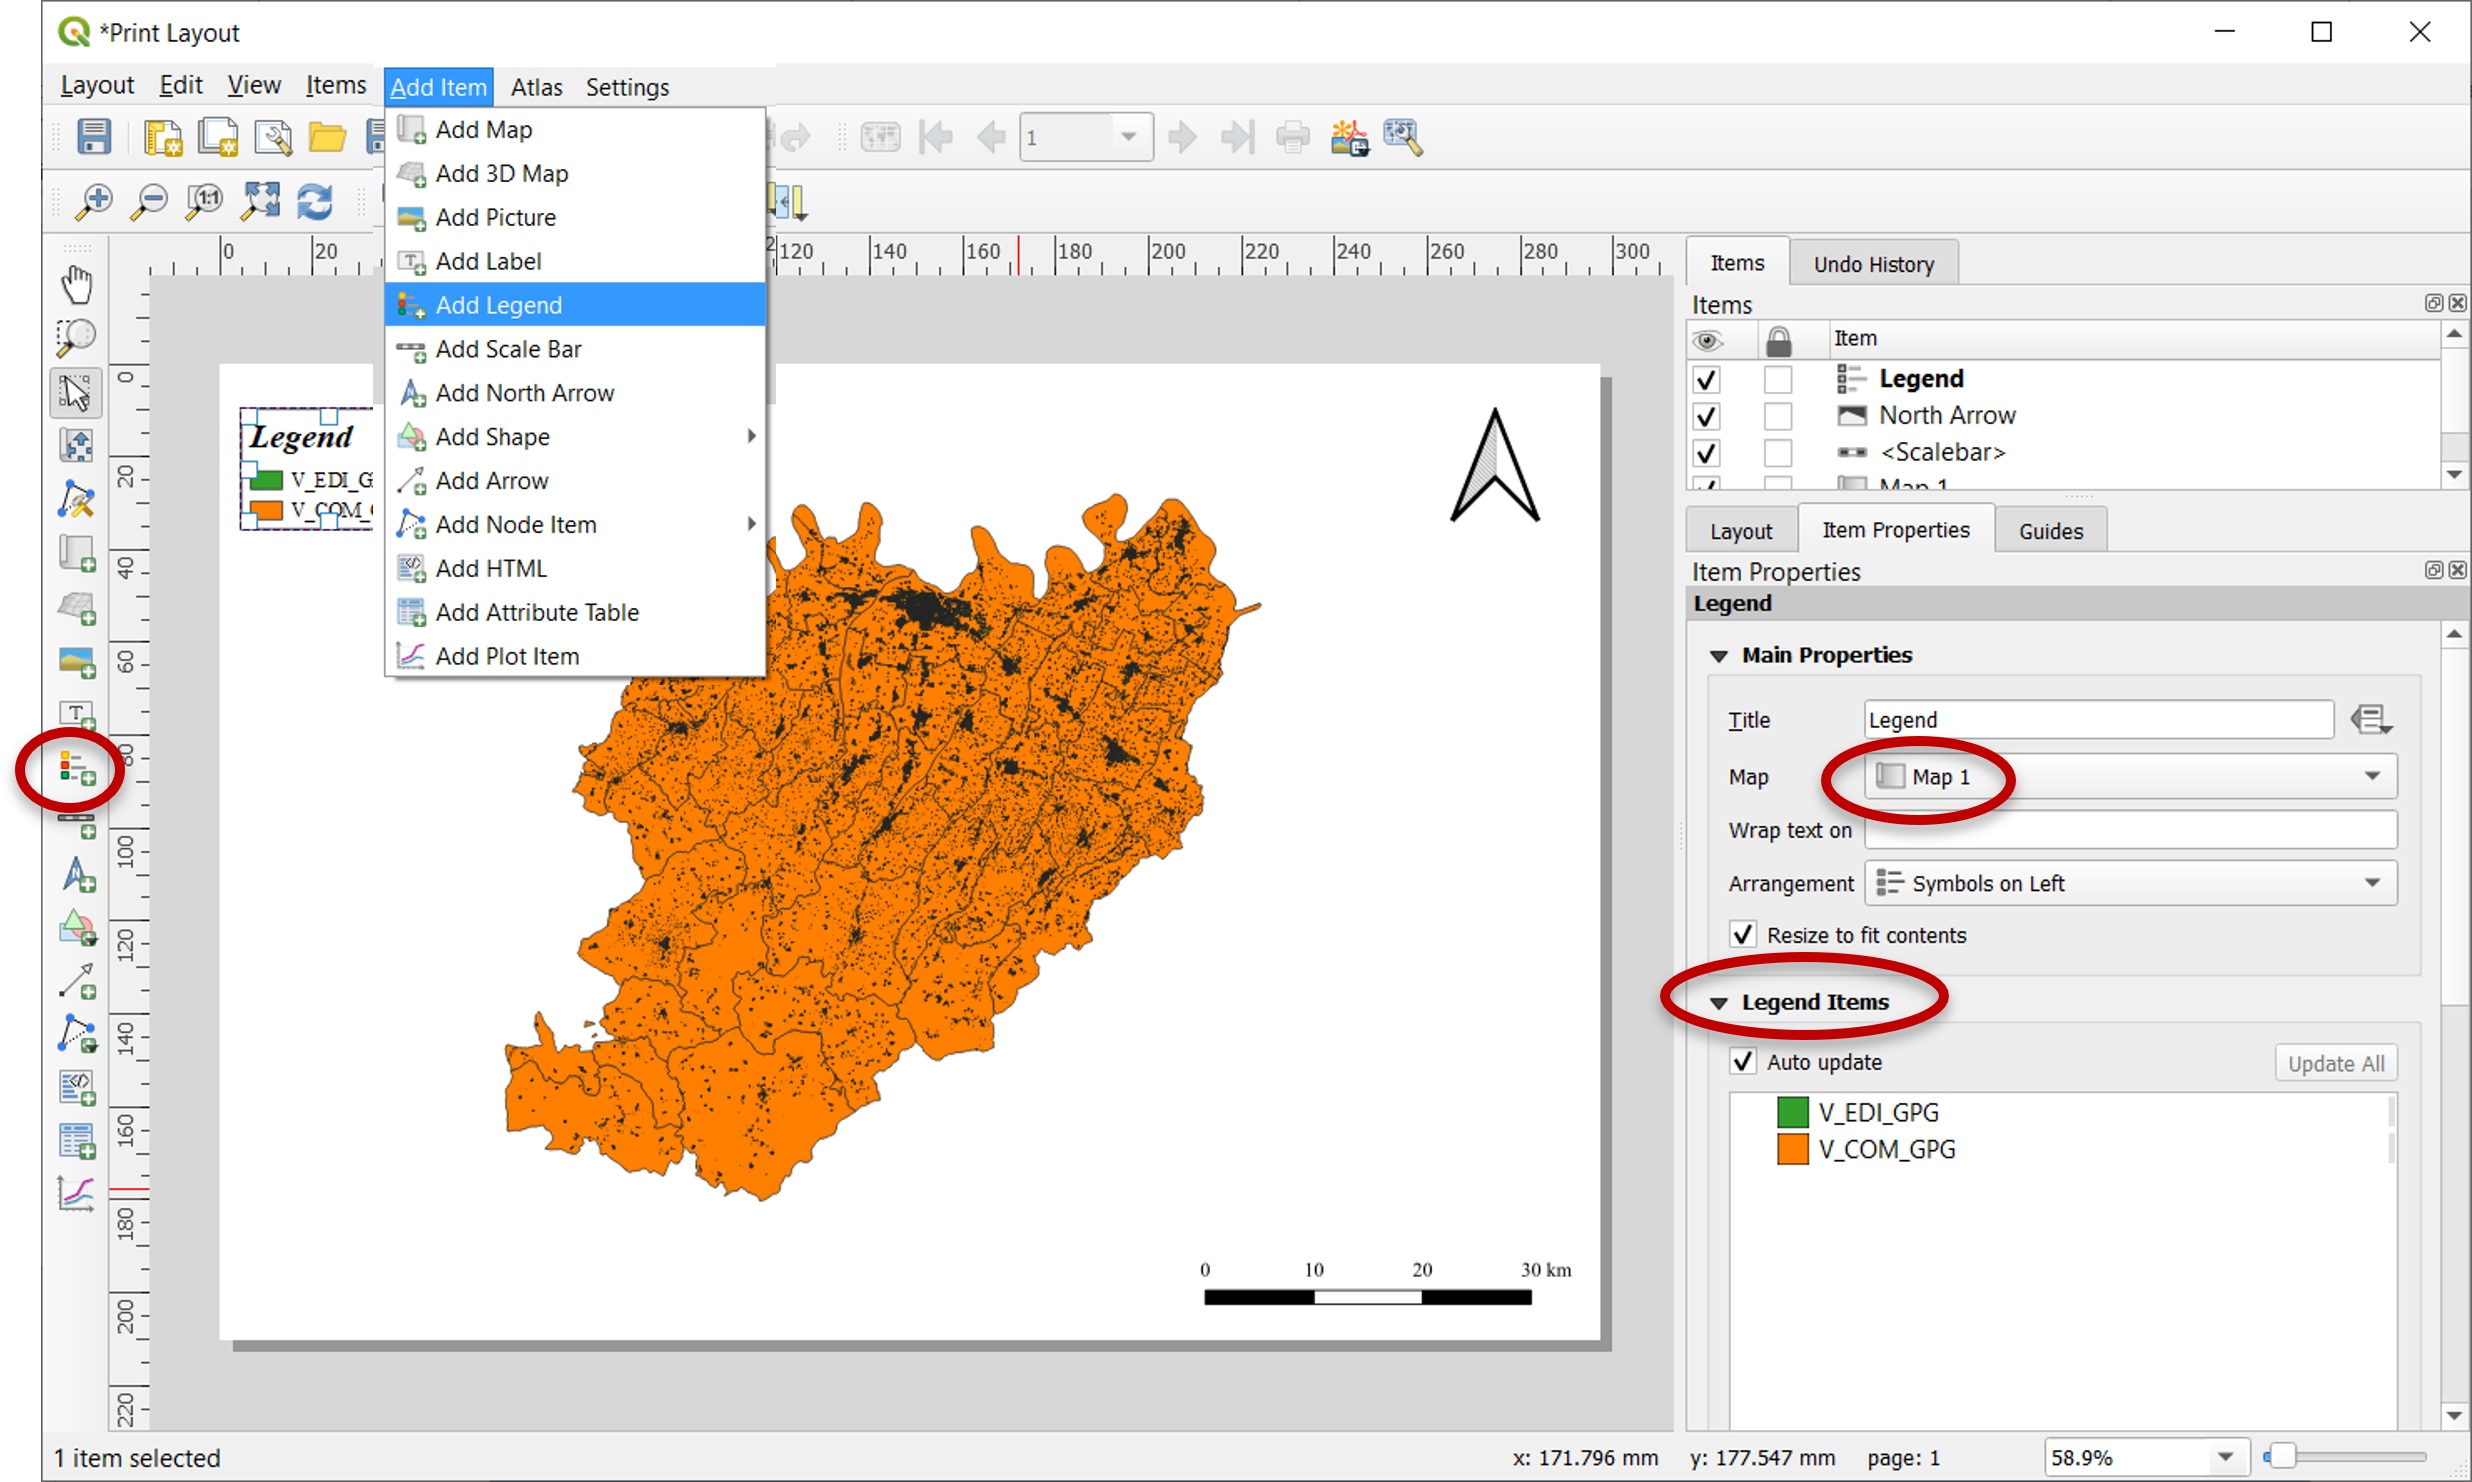 *Print Layout
Layout Edit View Items Add Item Atlas Settings
Add Map
Add 3D Map
Add Picture
Add Label
Add Legend
Add Scale Bar
Add North Arrow
Add Shape
Add Arrow
Add Node Item
Add HTML
Add Attribute Table
Add Plot Item
1
1:1
0 20 120 140 160 180 200 220 240 260 280 300
0
20
40
60
80
100
120
140
160
180
200
220
Legend
V_EDI_G
V_COM_
0 10 20 30 km
Items Undo History
Items
Item
Legend
North Arrow
<Scalebar>
Map 1
Layout Item Properties Guides
Item Properties
Legend
Main Properties
Title Legend
Map Map 1
Wrap text on
Arrangement Symbols on Left
Resize to fit contents
Legend Items
Auto update Update All
V_EDI_GPG
V_COM_GPG
1 item selected x: 171.796 mm y: 177.547 mm page: 1 58.9%